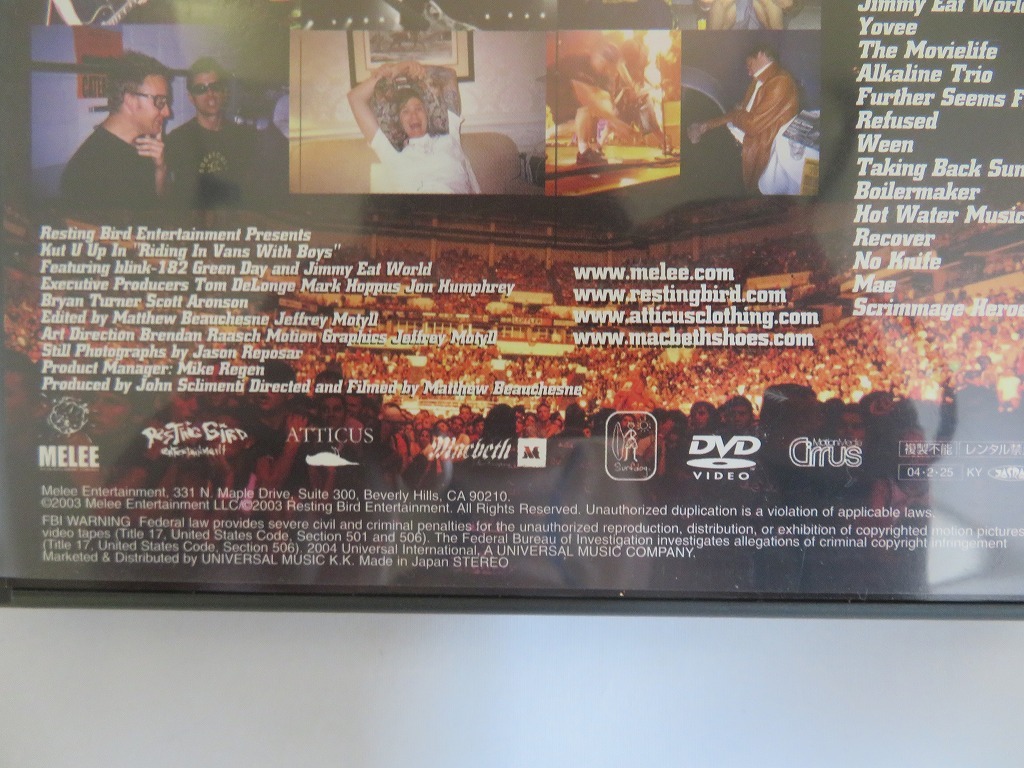 Jimmy Eat World
Yovee
The Movielife
Alkaline Trio
Further Seems F
Refused
Ween
Taking Back Sun
Boilermaker
Hot Water Music
Recover
No Knife
Mae
Scrimmage Heroe
Resting Bird Entertainment Presents
Kut U Up In "Riding In Vans With Boys"
Featuring blink-182 Green Day and Jimmy Eat World
Executive Producers Tom DeLonge Mark Hoppus Jon Humphrey
Bryan Turner Scott Aronson
Edited by Matthew Beauchesne Jeffrey Motyll
Art Direction Brendan Raasch Motion Graphics Jeffrey Motyll
Still Photographs by Jason Reposar
Product Manager: Mike Regen
Produced by John Scliment Directed and Filmed by Matthew Beauchesne
www.melee.com
www.restingbird.com
www.atticusclothing.com
www.macbethshoes.com
MELEE
Resting Bird
entertainment!!
ATTICUS
Macbeth
Surfing
DVD
VIDEO
MotionMedia
Cirrus
複製不能
レンタル禁
04・2・25
KY
Melee Entertainment, 331 N. Maple Drive, Suite 300, Beverly Hills, CA 90210.
©2003 Melee Entertainment LLC/©2003 Resting Bird Entertainment. All Rights Reserved. Unauthorized duplication is a violation of applicable laws.
FBI WARNING Federal law provides severe civil and criminal penalties for the unauthorized reproduction, distribution, or exhibition of copyrighted motion pictures
video tapes (Title 17, United States Code, Section 501 and 506). The Federal Bureau of Investigation investigates allegations of criminal copyright infringement
(Title 17, United States Code, Section 506). 2004 Universal International, A UNIVERSAL MUSIC COMPANY.
Marketed & Distributed by UNIVERSAL MUSIC K.K. Made in Japan STEREO